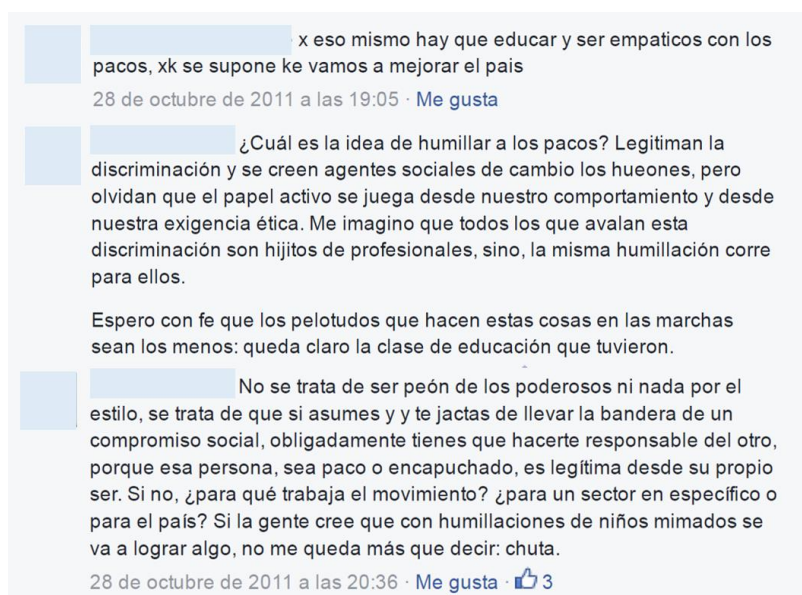 x eso mismo hay que educar y ser empaticos con los
pacos, xk se supone ke vamos a mejorar el pais
28 de octubre de 2011 a las 19:05 · Me gusta
¿Cuál es la idea de humillar a los pacos? Legitiman la
discriminación y se creen agentes sociales de cambio los hueones, pero
olvidan que el papel activo se juega desde nuestro comportamiento y desde
nuestra exigencia ética. Me imagino que todos los que avalan esta
discriminación son hijitos de profesionales, sino, la misma humillación corre
para ellos.
Espero con fe que los pelotudos que hacen estas cosas en las marchas
sean los menos: queda claro la clase de educación que tuvieron.
No se trata de ser peón de los poderosos ni nada por el
estilo, se trata de que si asumes y y te jactas de llevar la bandera de un
compromiso social, obligadamente tienes que hacerte responsable del otro,
porque esa persona, sea paco o encapuchado, es legítima desde su propio
ser. Si no, ¿para qué trabaja el movimiento? ¿para un sector en específico o
para el país? Si la gente cree que con humillaciones de niños mimados se
va a lograr algo, no me queda más que decir: chuta.
28 de octubre de 2011 a las 20:36 · Me gusta · 3